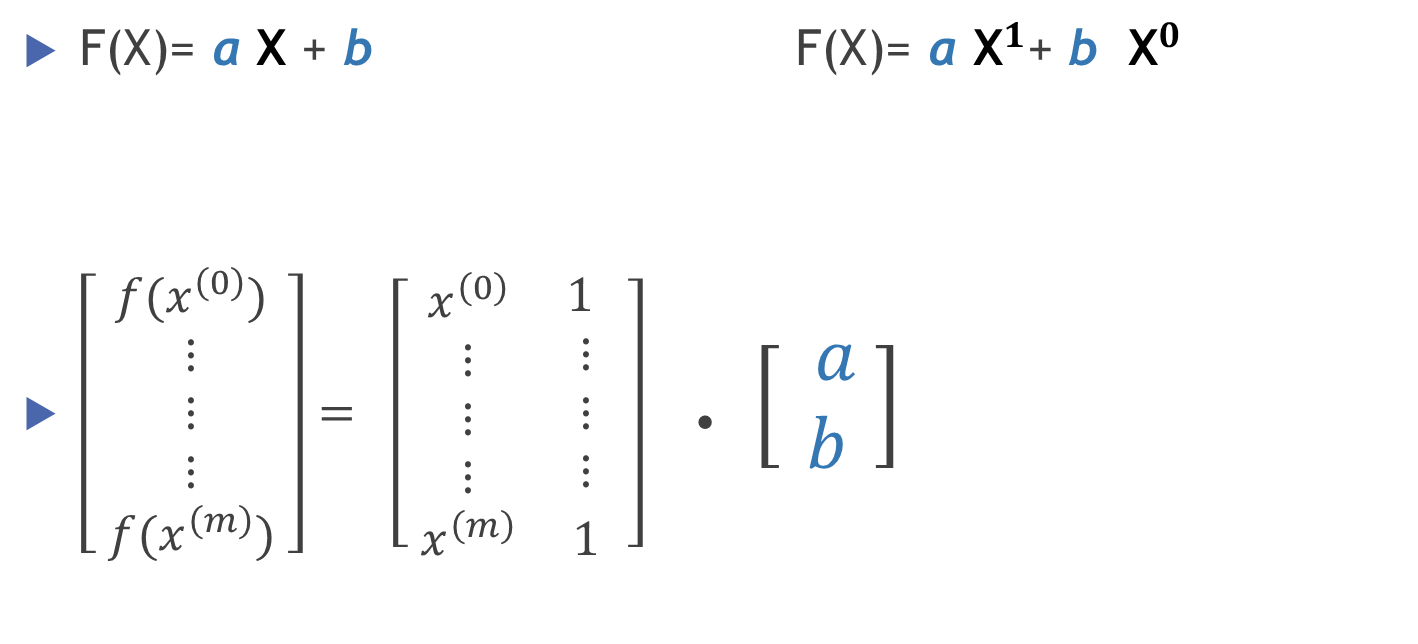 ▶ F(X)= a X + b    F(X)= a X¹+ b X⁰
f(x⁽⁰⁾)    x⁽⁰⁾ 1
⋮    ⋮ ⋮    a
▶ ⋮ = ⋮ ⋮ · 
⋮    ⋮ ⋮    b
f(x⁽ᵐ⁾)    x⁽ᵐ⁾ 1